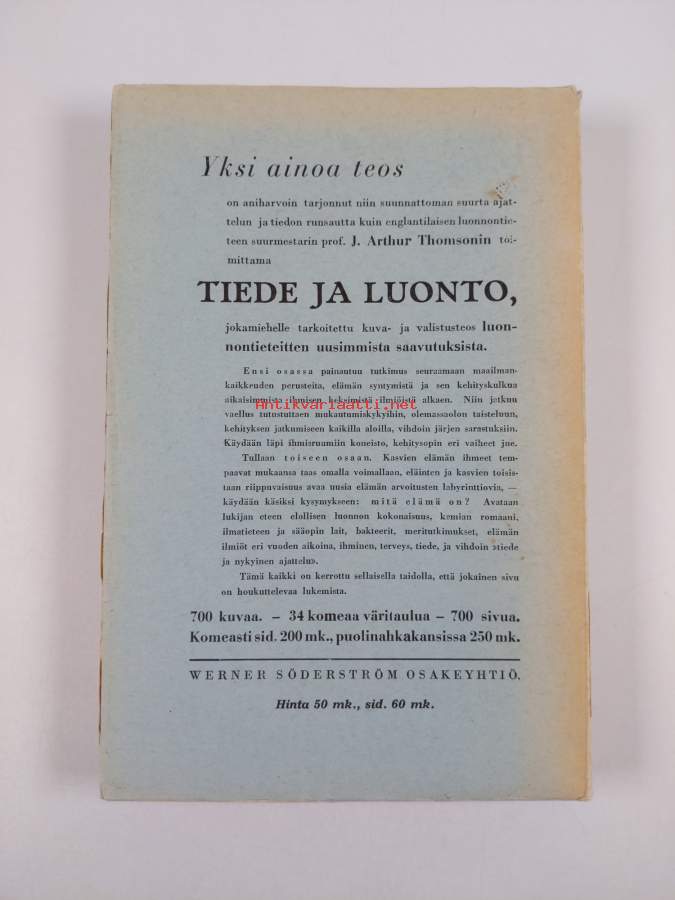 Yksi ainoa teos
on aniharvoin tarjonnut niin suunnattoman suurta ajat-
telun ja tiedon runsautta kuin englantilaisen luonnontie-
teen suurmestarin prof. J. Arthur Thomsonin toi-
mittama
TIEDE JA LUONTO,
jokamiehelle tarkoitettu kuva- ja valistusteos luon-
nontieteitten uusimmista saavutuksista.
Ensi osassa painautuu tutkimus seuraamaan maailman-
kaikkeuden perusteita, elämän syntymistä ja sen kehityskulkua
aikaisimmista ihmisen keksimistä ilmiöistä alkaen. Niin jatkuu
vaellus tutustuttaen mukautumiskykyihin, olemassaolon taisteluun,
kehityksen jatkumiseen kaikilla aloilla, vihdoin järjen sarastuksiin.
Käydään läpi ihmisruumiin koneisto, kehitysopin eri vaiheet jne.
Tullaan toiseen osaan. Kasvien elämän ihmeet tem-
paavat mukaansa taas omalla voimallaan, eläinten ja kasvien toisis-
taan riippuvaisuus avaa uusia elämän arvoitusten labyrinttiovia, —
käydään käsiksi kysymykseen: mitä elämä on? Avataan
lukijan eteen elollisen luonnon kokonaisuus, kemian romaani,
ilmatieteen ja sääopin lait, bakteerit, meritutkimukset, elämän
ilmiöt eri vuoden aikoina, ihminen, terveys, tiede, ja vihdoin »tiede
ja nykyinen ajattelu».
Tämä kaikki on kerrottu sellaisella taidolla, että jokainen sivu
on houkuttelevaa lukemista.
700 kuvaa. – 34 komeaa väritaulua – 700 sivua.
Komeasti sid. 200 mk., puolinahkakansissa 250 mk.
WERNER SÖDERSTRÖM OSAKEYHTIÖ.
Hinta 50 mk., sid. 60 mk.
Antikvariaatti.net